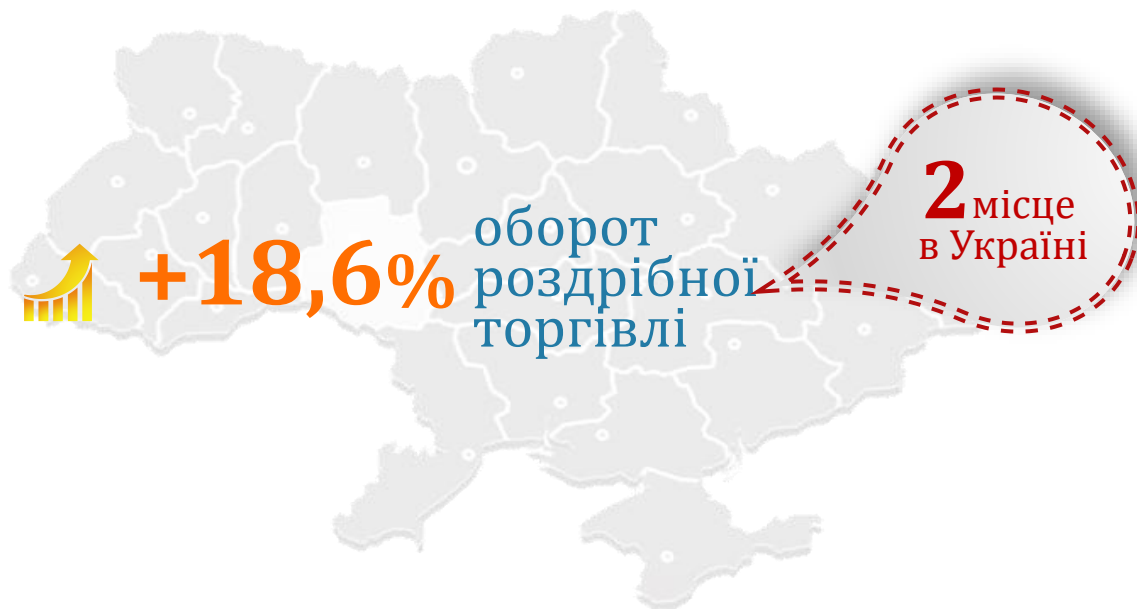 +18,6%
оборот
роздрібної
торгівлі
2 місце
в Україні